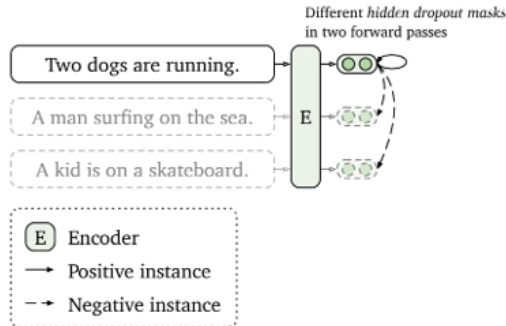 Different hidden dropout masks
in two forward passes
Two dogs are running.
A man surfing on the sea.
E
A kid is on a skateboard.
E Encoder
Positive instance
Negative instance